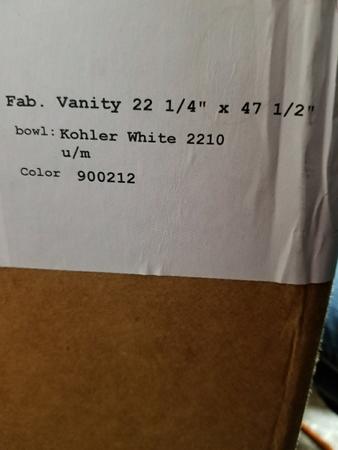 Fab. Vanity 22 1/4" x 47 1/2"
bowl: Kohler White 2210
u/m
Color 900212